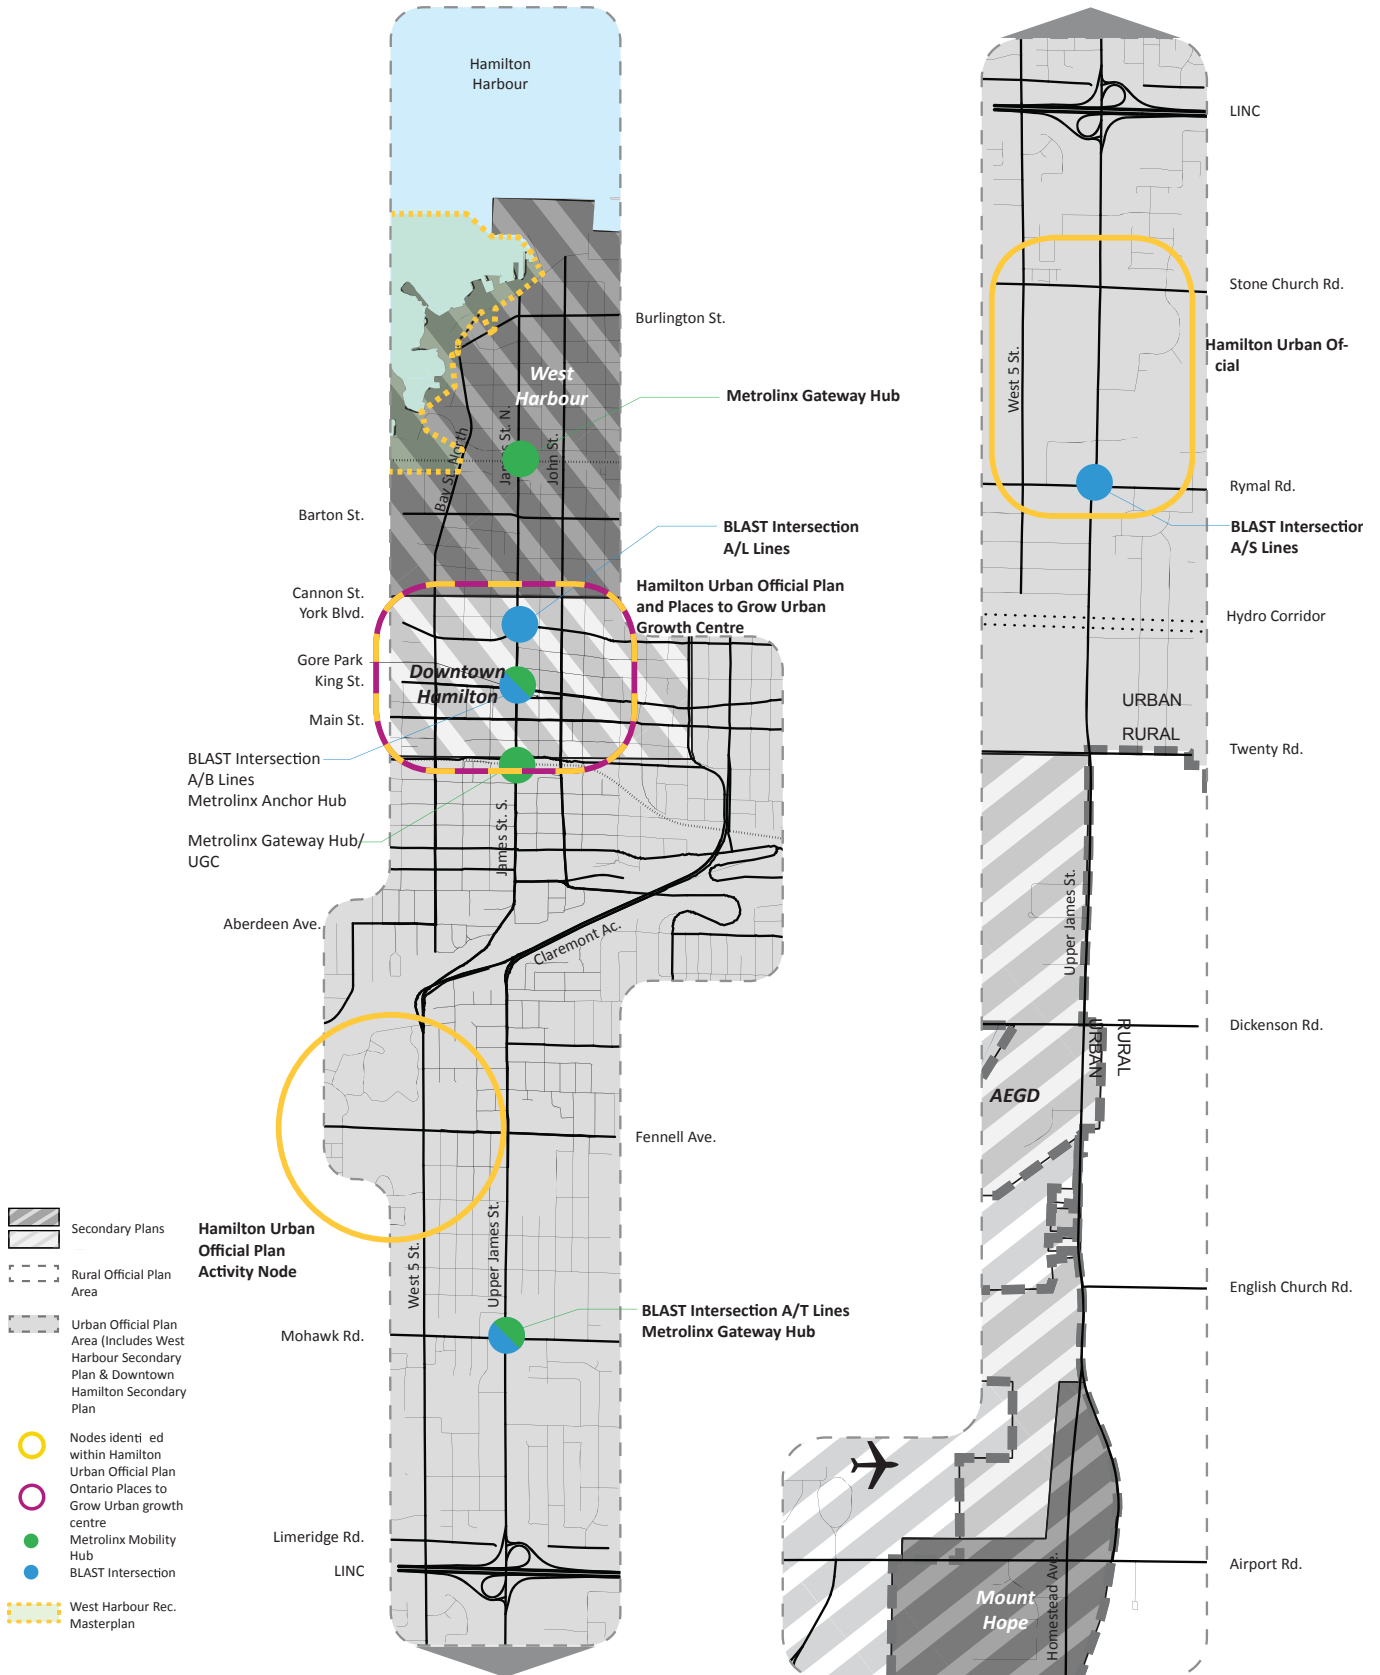 Hamilton
Harbour
Burlington St.
West
Harbour
Metrolinx Gateway Hub
James St. N.
John St.
Bay St. North
Barton St.
BLAST Intersection
A/L Lines
Cannon St.
York Blvd.
Hamilton Urban Official Plan
and Places to Grow Urban
Growth Centre
Gore Park
King St.
Downtown
Hamilton
Main St.
BLAST Intersection
A/B Lines
Metrolinx Anchor Hub
Metrolinx Gateway Hub/
UGC
James St. S.
Aberdeen Ave.
Claremont Ac.
Fennell Ave.
Hamilton Urban
Official Plan
Activity Node
West 5 St.
Upper James St.
BLAST Intersection A/T Lines
Metrolinx Gateway Hub
Mohawk Rd.
Limeridge Rd.
LINC
Secondary Plans
Rural Official Plan
Area
Urban Official Plan
Area (Includes West
Harbour Secondary
Plan & Downtown
Hamilton Secondary
Plan
Nodes identi ed
within Hamilton
Urban Official Plan
Ontario Places to
Grow Urban growth
centre
Metrolinx Mobility
Hub
BLAST Intersection
West Harbour Rec.
Masterplan
LINC
Stone Church Rd.
Hamilton Urban Of-
cial
West 5 St.
Rymal Rd.
BLAST Intersection
A/S Lines
Hydro Corridor
URBAN
RURAL
Twenty Rd.
Upper James St.
Dickenson Rd.
URBAN
RURAL
AEGD
English Church Rd.
Airport Rd.
Homestead Ave.
Mount
Hope